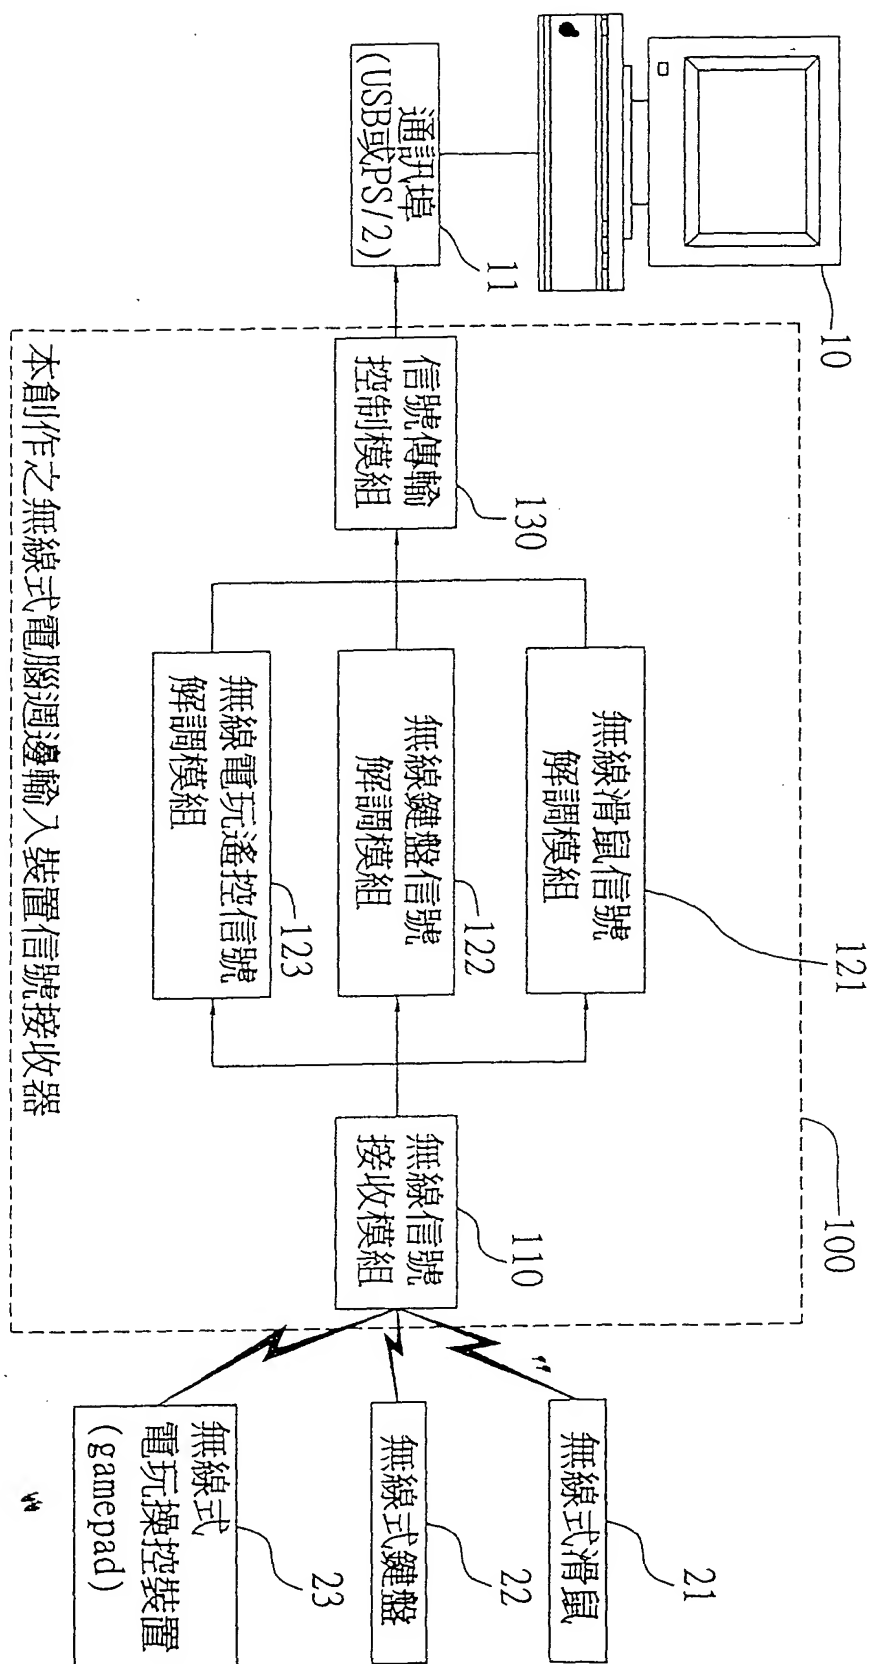 10
通訊埠
(USB或PS/2)
11
信號傳輸
控制模組
130
無線滑鼠信號
解調模組
121
無線鍵盤信號
解調模組
122
無線電玩遙控信號
解調模組
123
無線信號
接收模組
110
100
本創作之無線式電腦週邊輸入裝置信號接收器
無線式滑鼠
21
無線式鍵盤
22
無線式
電玩操控裝置
(gamepad)
23